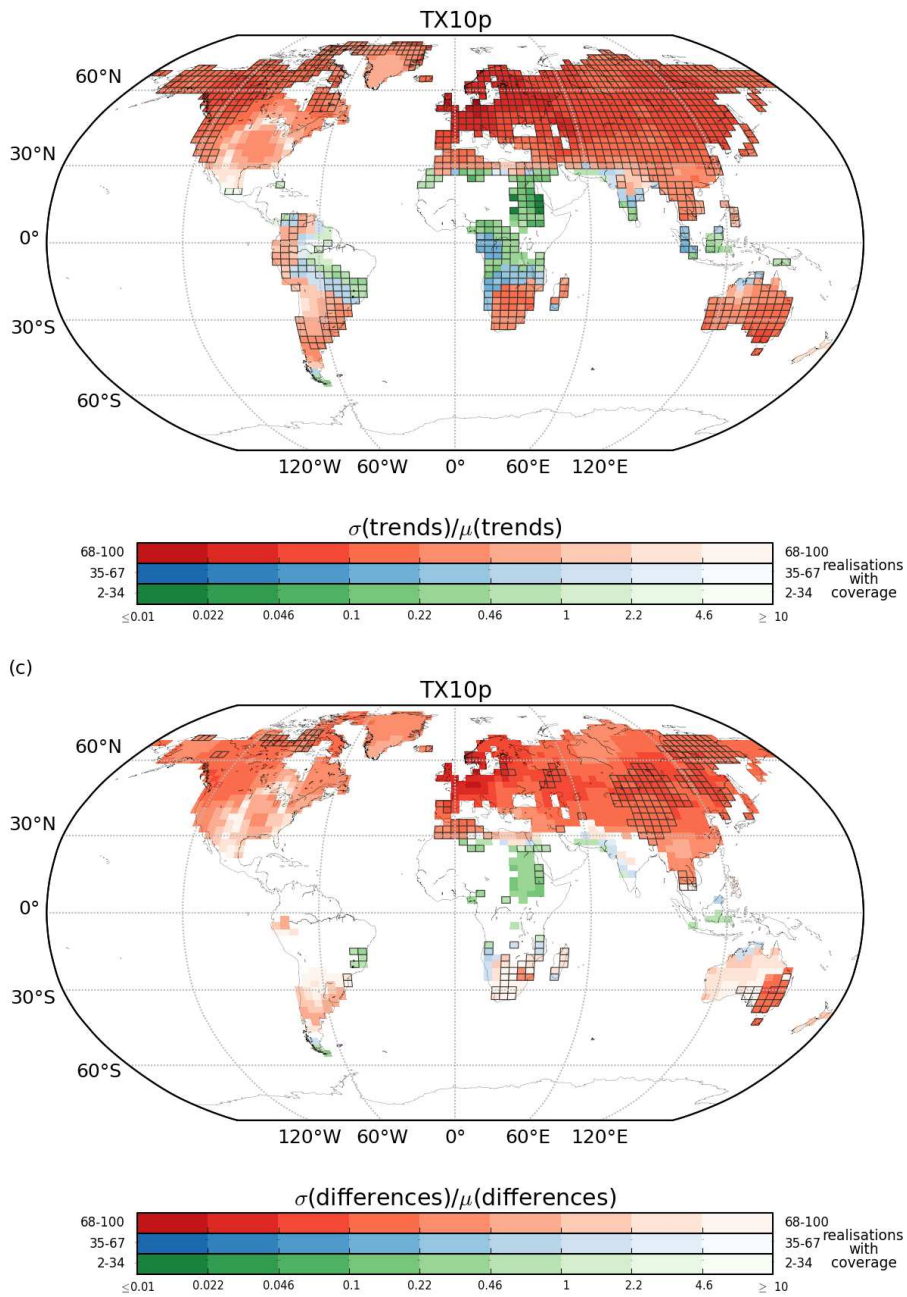 TX10p
60°N
30°N
0°
30°S
60°S
120°W 60°W 0° 60°E 120°E
σ(trends)/μ(trends)
68-100 68-100
35-67 35-67
2-34 2-34
realisations
with
coverage
≤0.01 0.022 0.046 0.1 0.22 0.46 1 2.2 4.6 ≥ 10
(c)
TX10p
60°N
30°N
0°
30°S
60°S
120°W 60°W 0° 60°E 120°E
σ(differences)/μ(differences)
68-100 68-100
35-67 35-67
2-34 2-34
realisations
with
coverage
≤0.01 0.022 0.046 0.1 0.22 0.46 1 2.2 4.6 ≥ 10